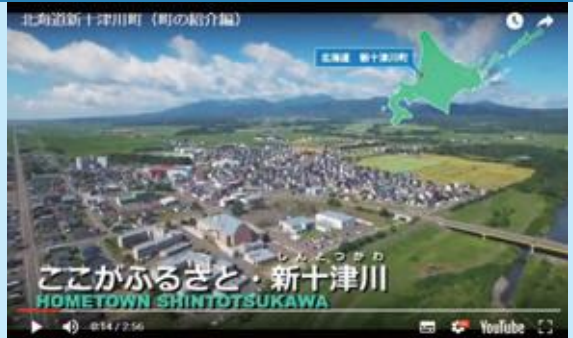 北海道新十津川町（町の紹介編）
北海道 新十津川町
しんとつかわ
ここがふるさと・新十津川
HOMETOWN SHINTOTSUKAWA
0:14 / 2:56
YouTube